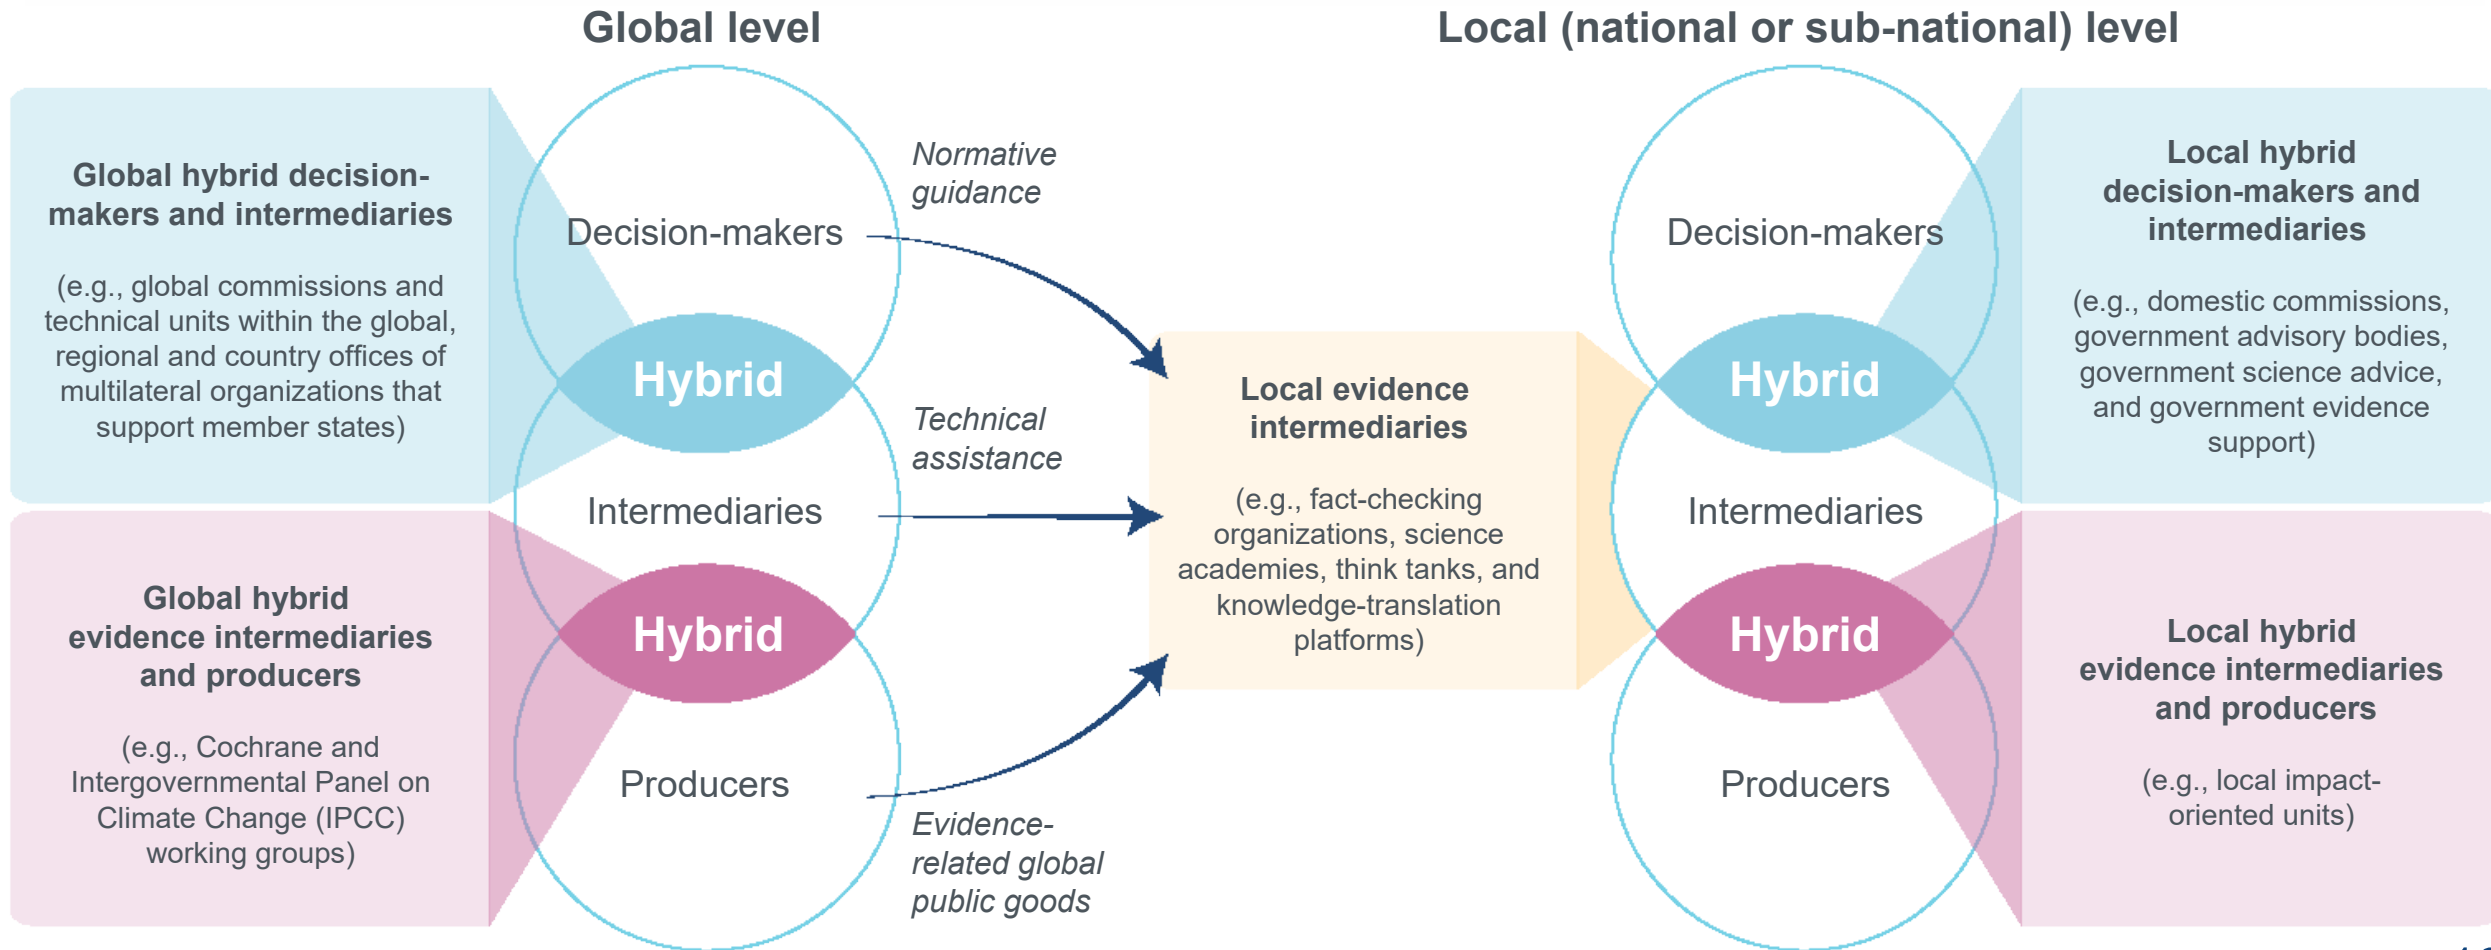 Global level
Local (national or sub-national) level
Global hybrid decision-
makers and intermediaries
(e.g., global commissions and
technical units within the global,
regional and country offices of
multilateral organizations that
support member states)
Global hybrid
evidence intermediaries
and producers
(e.g., Cochrane and
Intergovernmental Panel on
Climate Change (IPCC)
working groups)
Decision-makers
Hybrid
Intermediaries
Hybrid
Producers
Normative
guidance
Technical
assistance
Evidence-
related global
public goods
Local evidence
intermediaries
(e.g., fact-checking
organizations, science
academies, think tanks, and
knowledge-translation
platforms)
Decision-makers
Hybrid
Intermediaries
Hybrid
Producers
Local hybrid
decision-makers and
intermediaries
(e.g., domestic commissions,
government advisory bodies,
government science advice,
and government evidence
support)
Local hybrid
evidence intermediaries
and producers
(e.g., local impact-
oriented units)